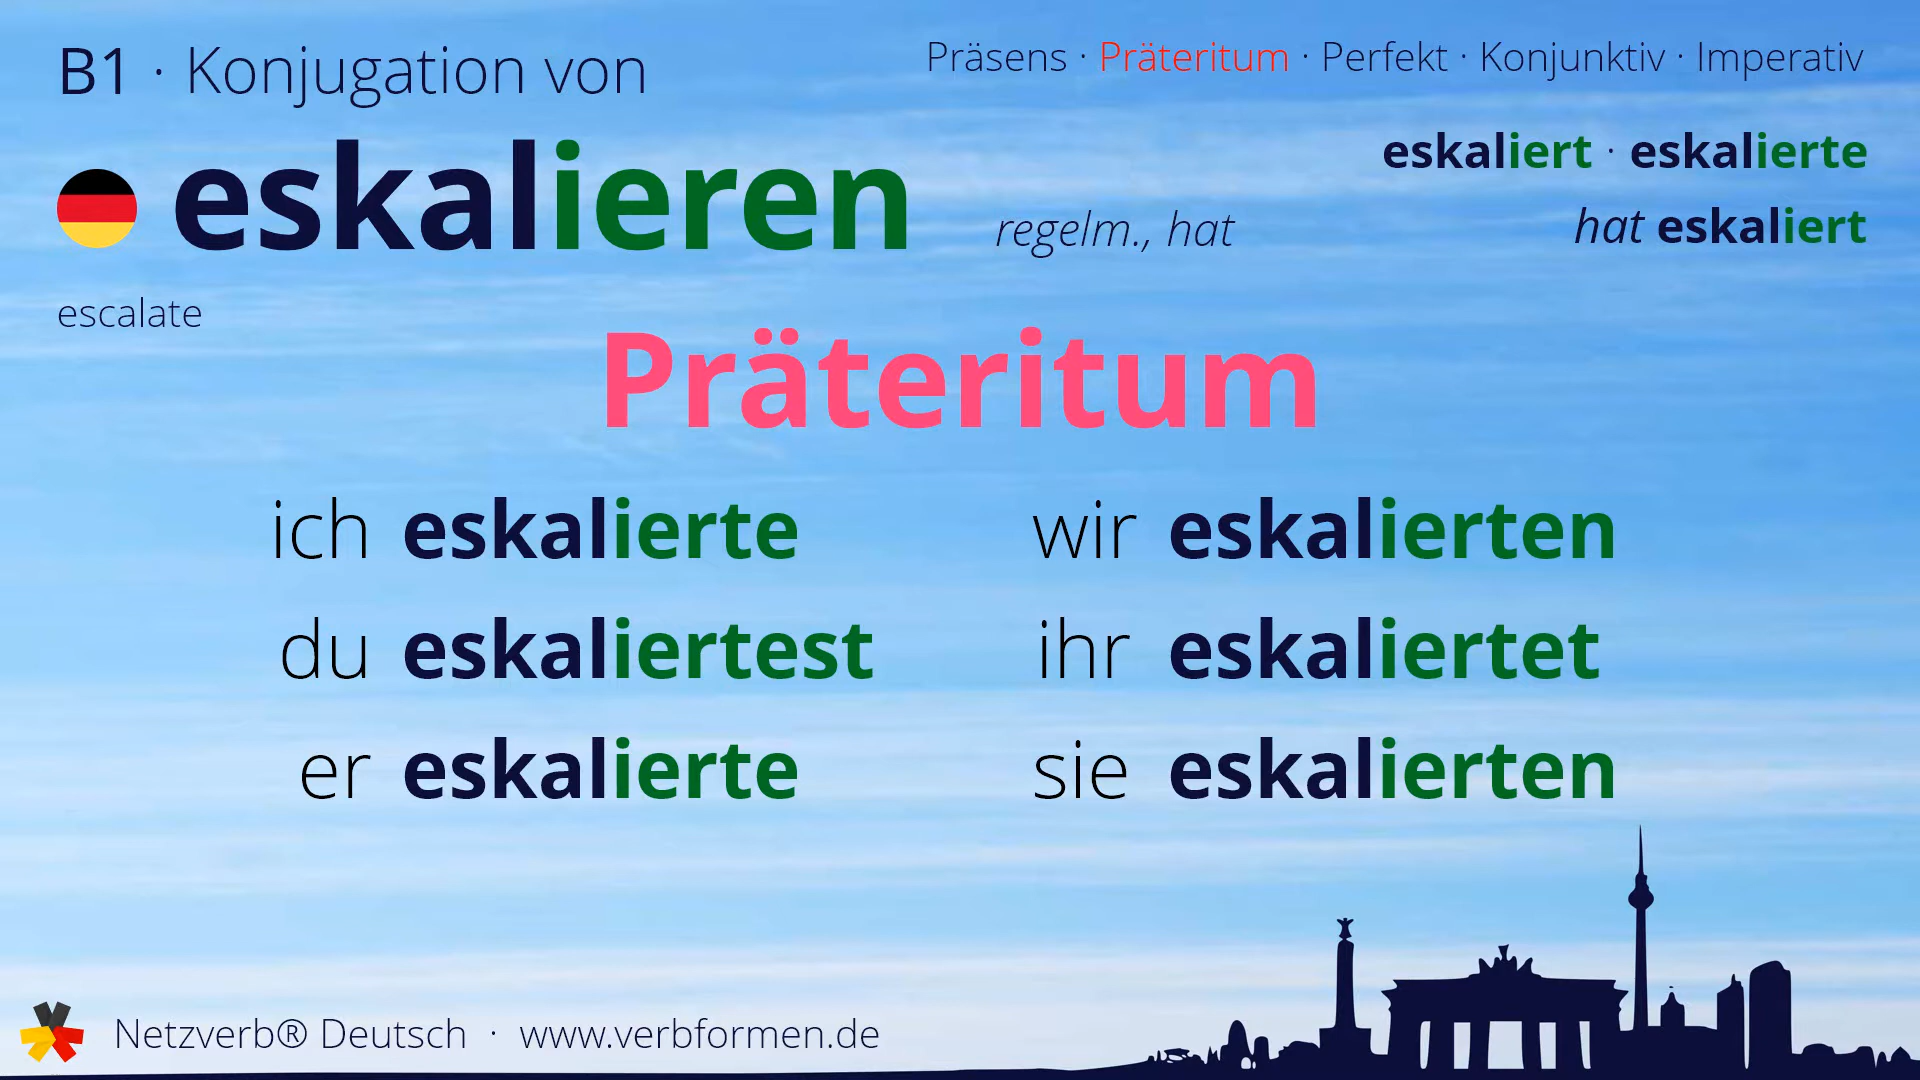 B1 · Konjugation von
Präsens · Präteritum · Perfekt · Konjunktiv · Imperativ
eskalieren
regelm., hat
eskaliert · eskalierte
hat eskaliert
escalate
Präteritum
ich eskalierte
du eskaliertest
er eskalierte
wir eskalierten
ihr eskaliertet
sie eskalierten
Netzverb® Deutsch · www.verbformen.de